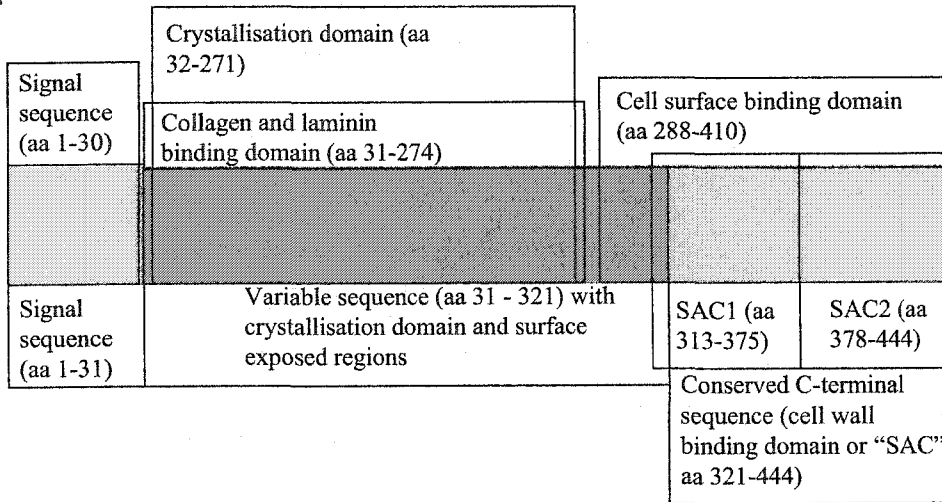 Crystallisation domain (aa
32-271)
Signal
sequence
(aa 1-30)
Collagen and laminin
binding domain (aa 31-274)
Cell surface binding domain
(aa 288-410)
Signal
sequence
(aa 1-31)
Variable sequence (aa 31 - 321) with
crystallisation domain and surface
exposed regions
SAC1 (aa
313-375)
SAC2 (aa
378-444)
Conserved C-terminal
sequence (cell wall
binding domain or “SAC”
aa 321-444)